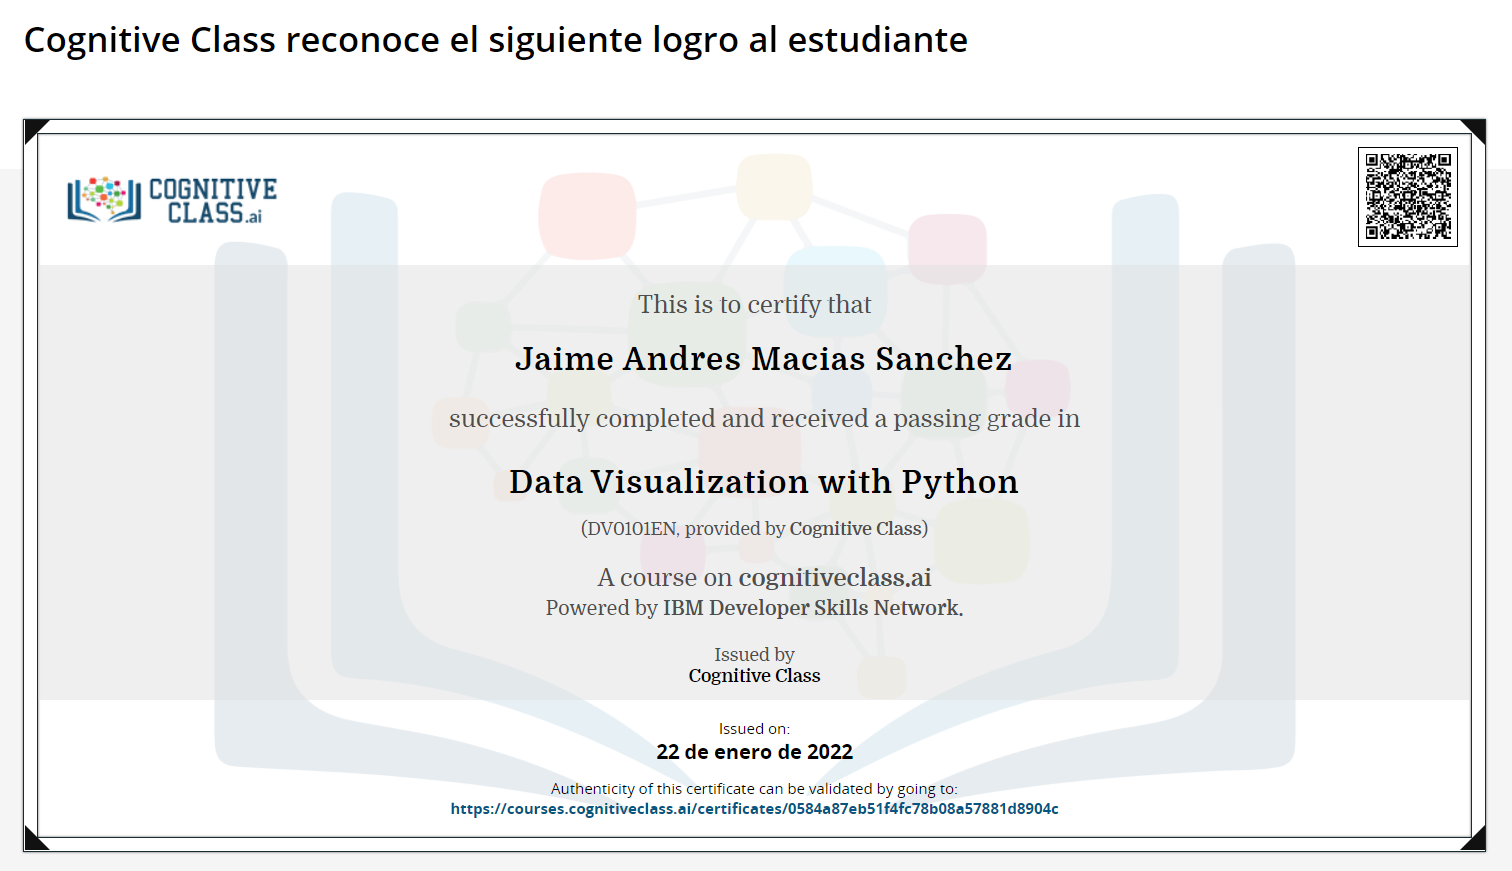 Cognitive Class reconoce el siguiente logro al estudiante
COGNITIVE
CLASS.ai
This is to certify that
Jaime Andres Macias Sanchez
successfully completed and received a passing grade in
Data Visualization with Python
(DV0101EN, provided by Cognitive Class)
A course on cognitiveclass.ai
Powered by IBM Developer Skills Network.
Issued by
Cognitive Class
Issued on:
22 de enero de 2022
Authenticity of this certificate can be validated by going to:
https://courses.cognitiveclass.ai/certificates/0584a87eb51f4fc78b08a57881d8904c